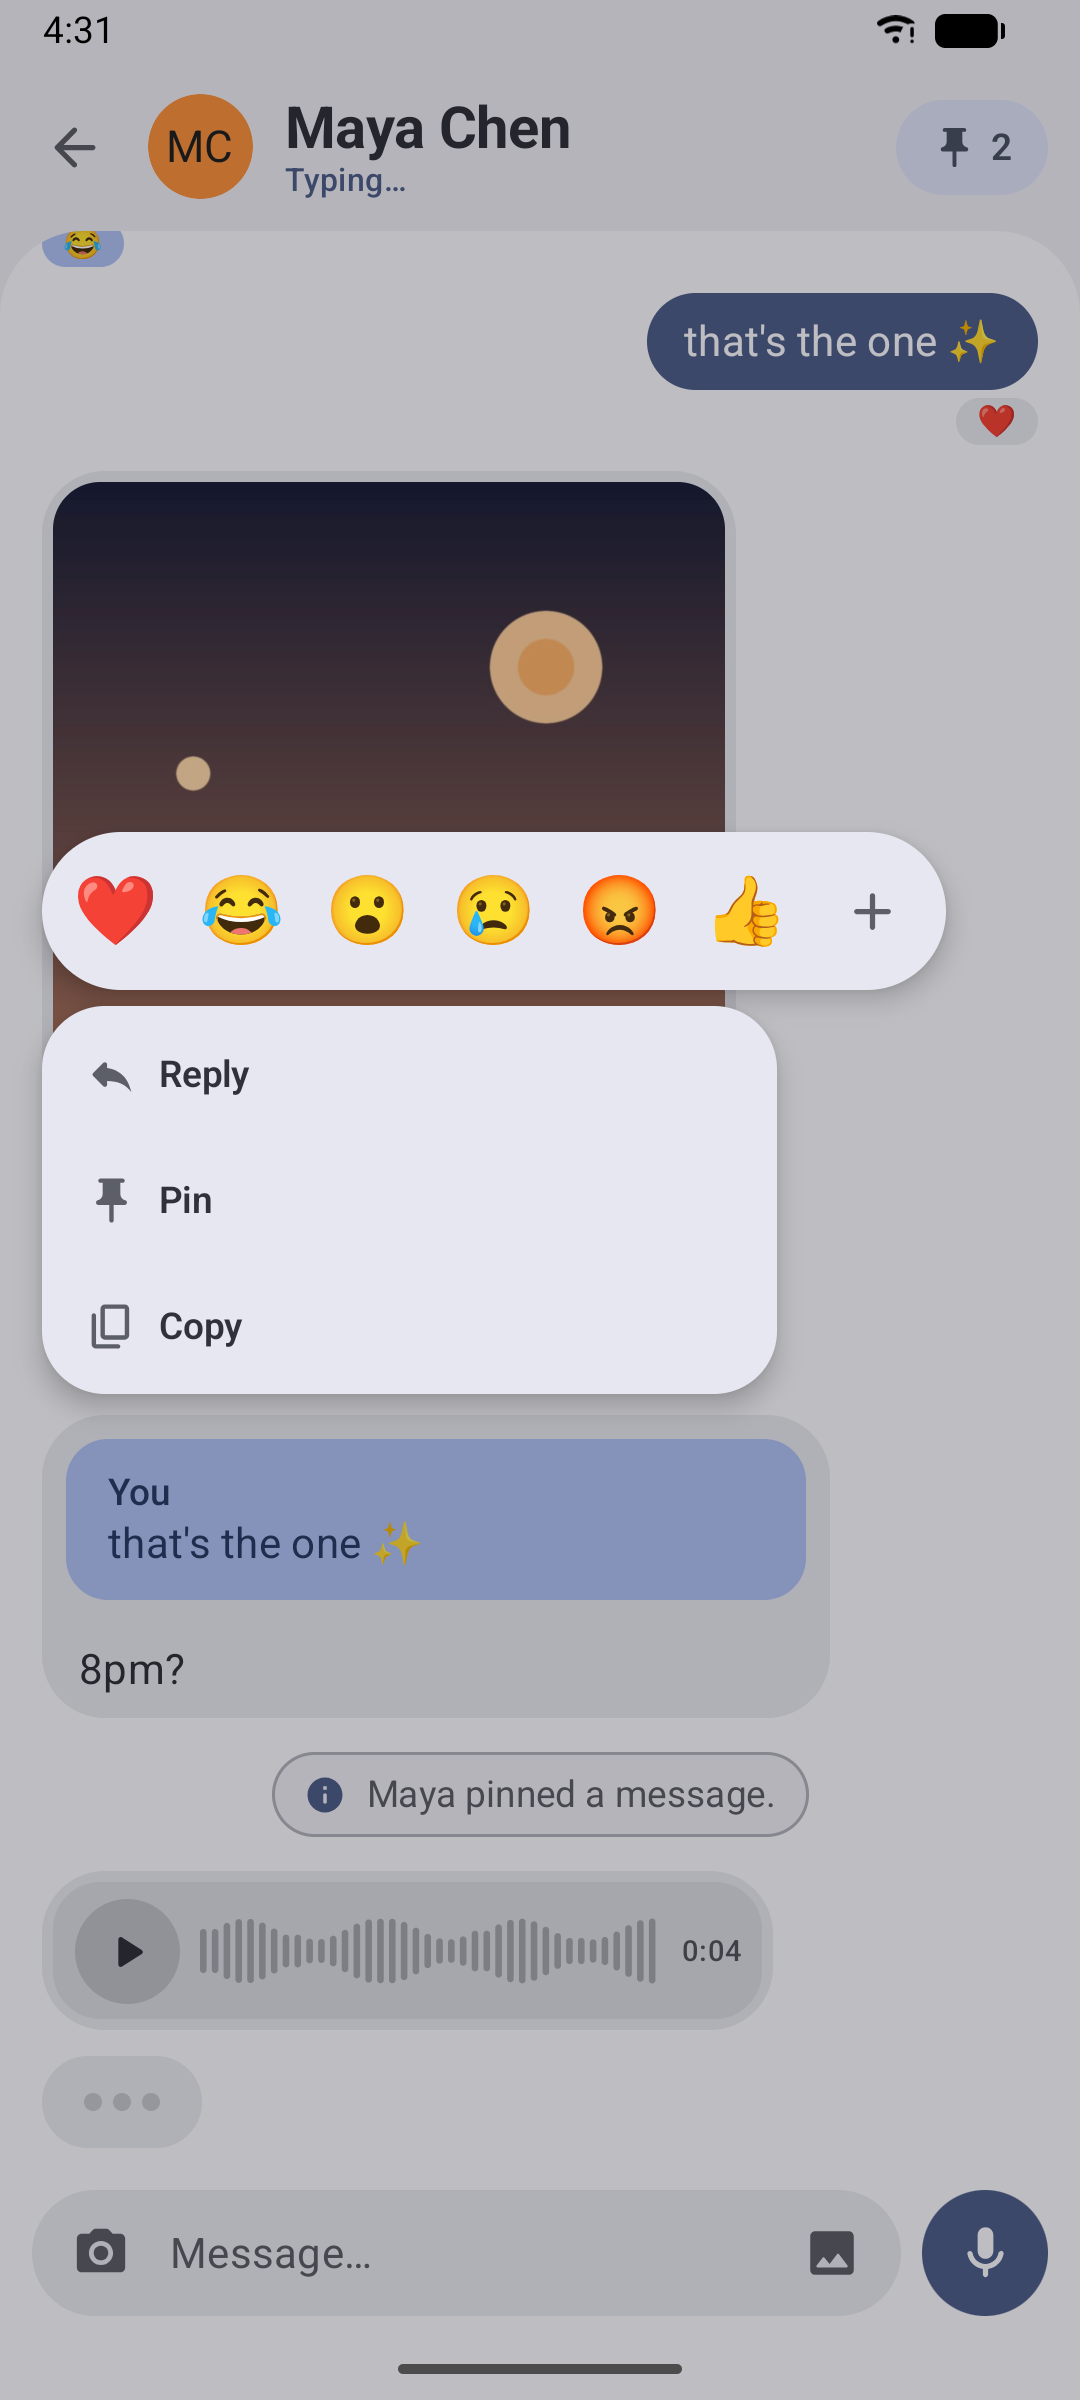 4:31
MC
Maya Chen
Typing…
2
😂
that's the one ✨
❤️
❤️ 😂 😮 😢 😡 👍
Reply
Pin
Copy
You
that's the one ✨
8pm?
Maya pinned a message.
0:04
Message…